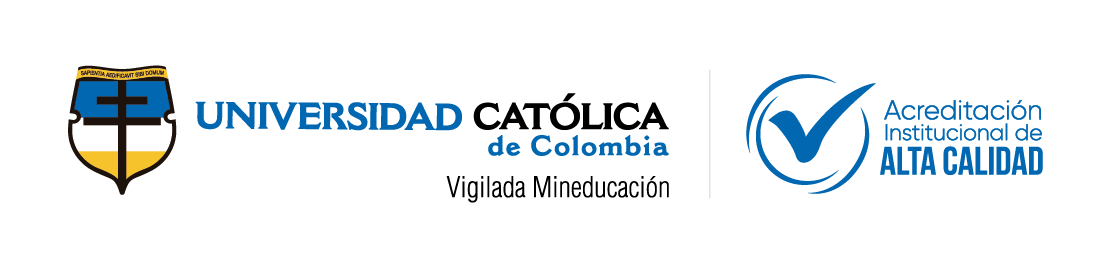 SAPIENTIA AEDIFICAVIT SIBI DOMUM
UNIVERSIDAD CATÓLICA
de Colombia
Vigilada Mineducación
Acreditación
Institucional de
ALTA CALIDAD